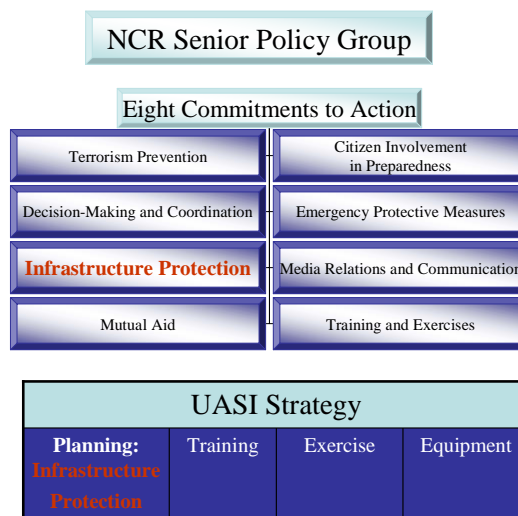 NCR Senior Policy Group
Eight Commitments to Action
Terrorism Prevention
Citizen Involvement
in Preparedness
Decision-Making and Coordination
Emergency Protective Measures
Infrastructure Protection
Media Relations and Communication
Mutual Aid
Training and Exercises
UASI Strategy
Planning:
Infrastructure
Protection
Training
Exercise
Equipment